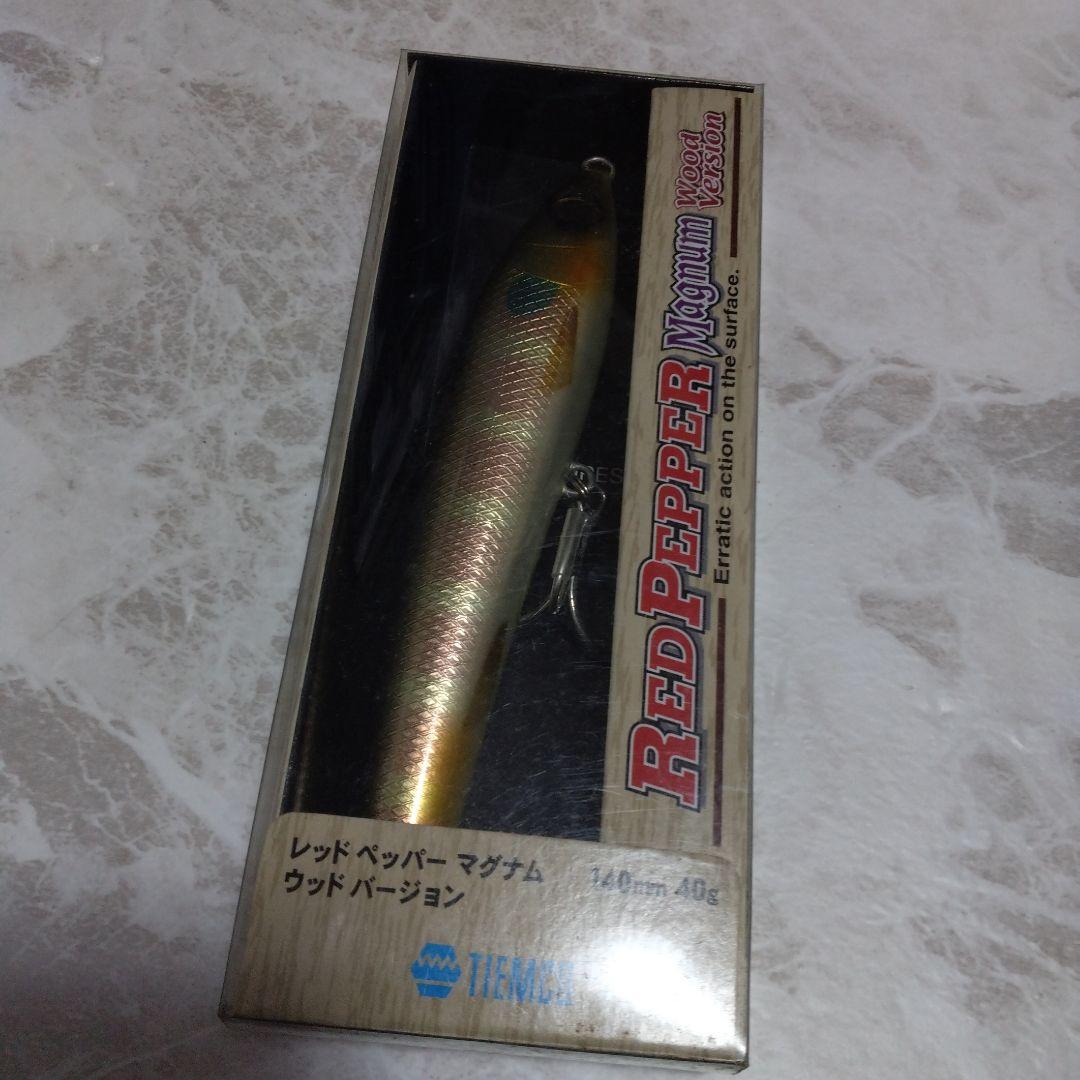 RED PEPPER Magnum Wood Version
Erratic action on the surface.
レッド ペッパー マグナム 140mm 40g
ウッド バージョン
TIEMCO